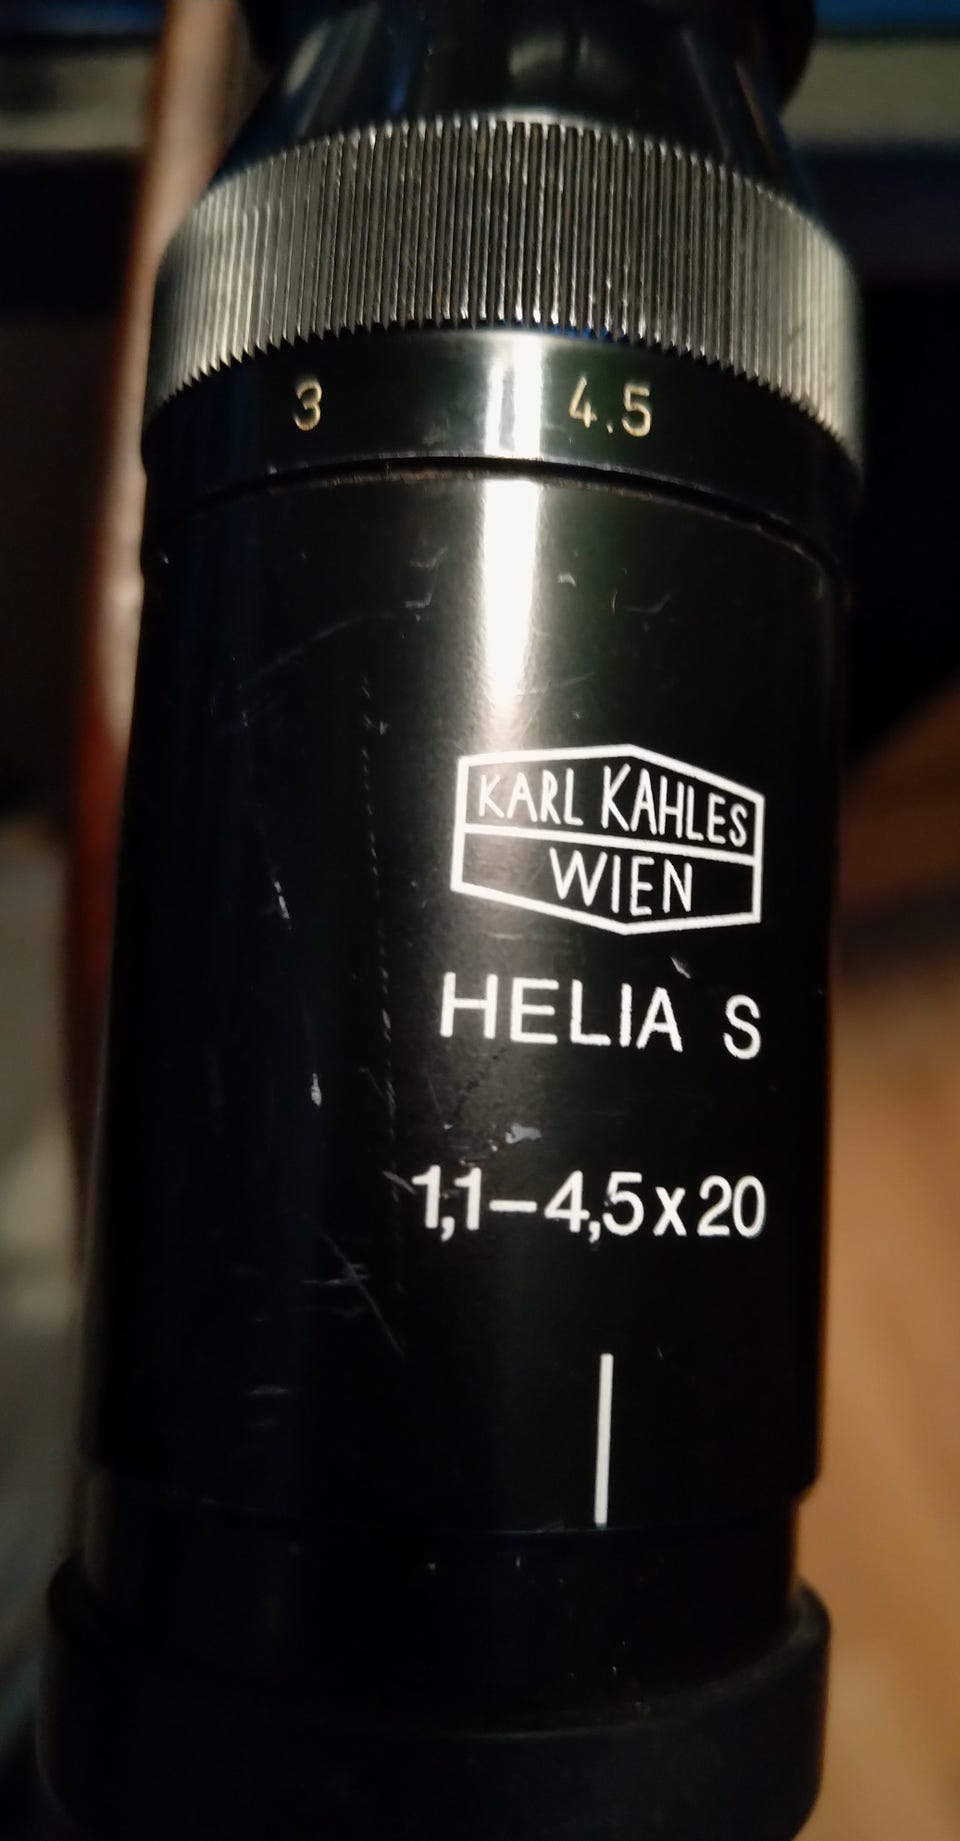 3 4.5
KARL KAHLES
WIEN
HELIA S
1,1-4,5x20